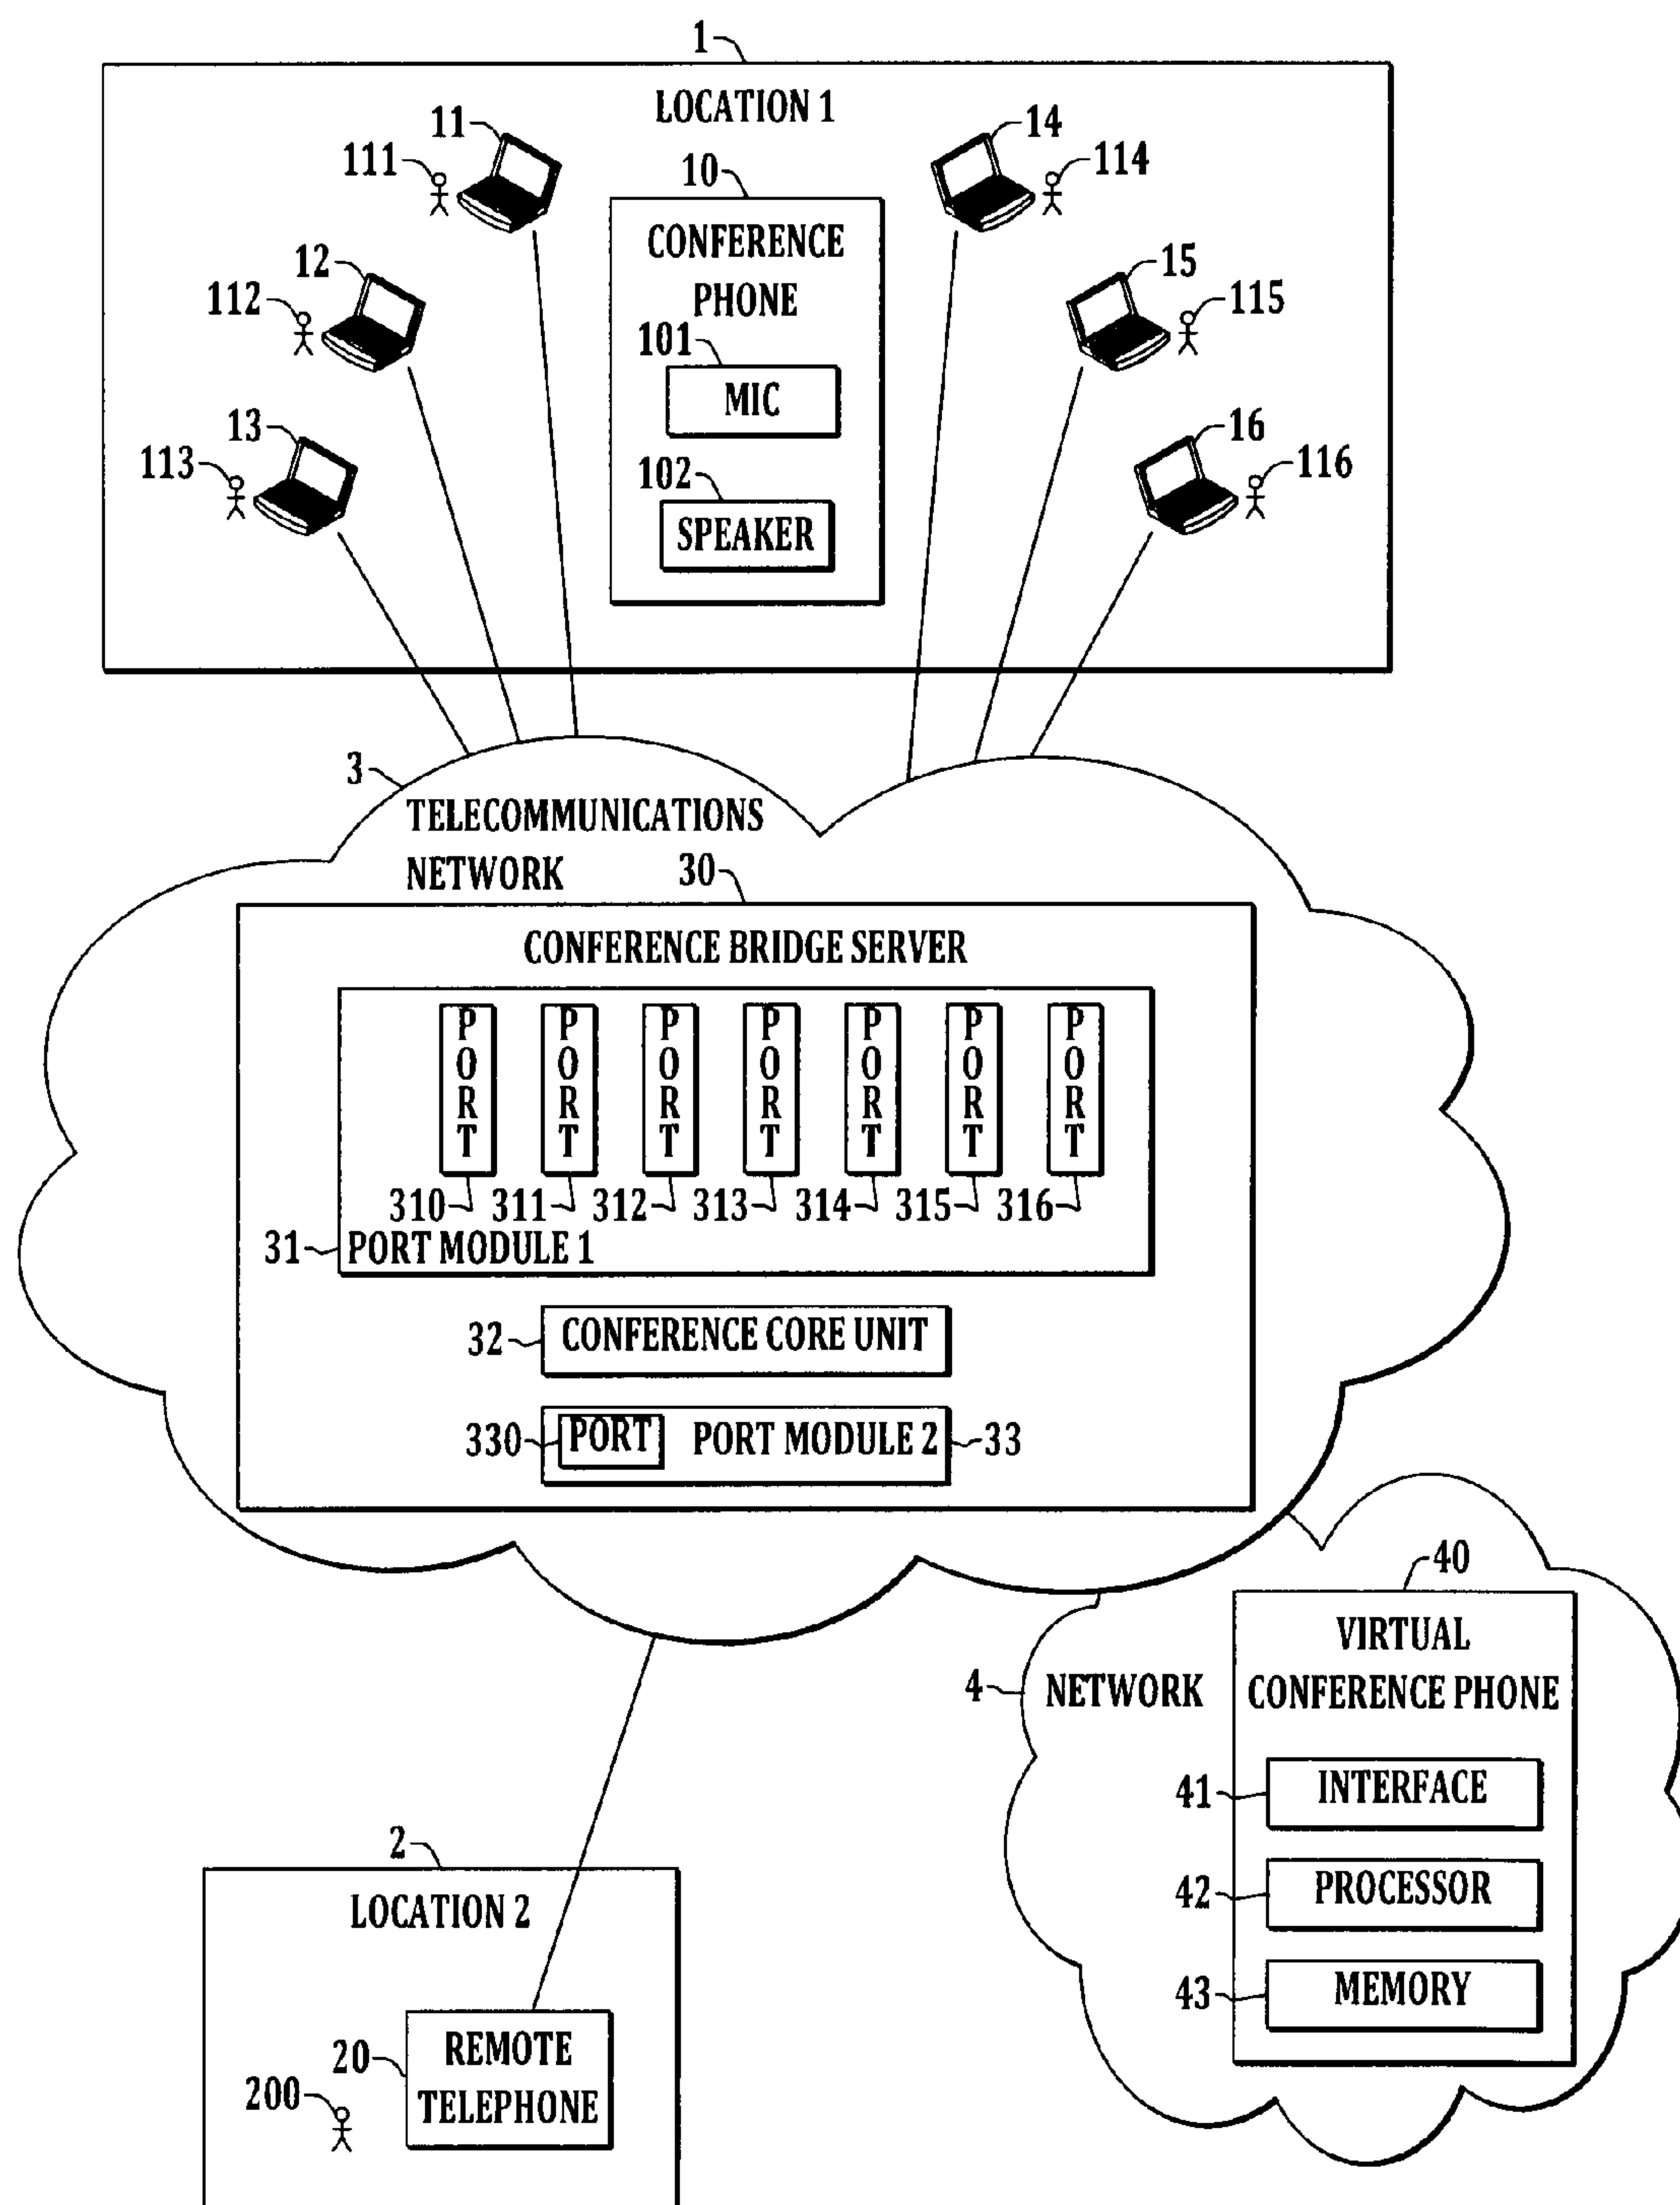 1
LOCATION 1
11
14
111
114
10
CONFERENCE
PHONE
12
15
112
115
101
MIC
13
16
113
116
102
SPEAKER
3
TELECOMMUNICATIONS
NETWORK
30
CONFERENCE BRIDGE SERVER
PORT PORT PORT PORT PORT PORT PORT
310 311 312 313 314 315 316
31 PORT MODULE 1
32 CONFERENCE CORE UNIT
330 PORT PORT MODULE 2 33
40
VIRTUAL
CONFERENCE PHONE
4 NETWORK
41 INTERFACE
42 PROCESSOR
43 MEMORY
2
LOCATION 2
20
REMOTE
TELEPHONE
200